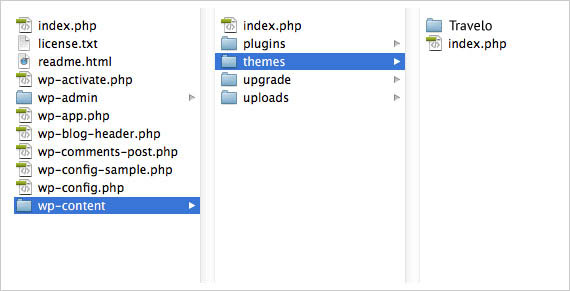 index.php
license.txt
readme.html
wp-activate.php
wp-admin
wp-app.php
wp-blog-header.php
wp-comments-post.php
wp-config-sample.php
wp-config.php
wp-content
index.php
plugins
themes
upgrade
uploads
Travelo
index.php